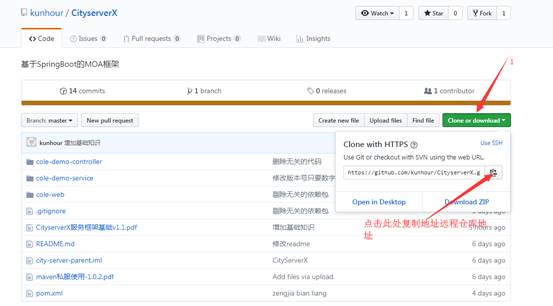 kunhour / CityserverX
Watch 1
Star 0
Fork 1
Code
Issues 0
Pull requests 0
Projects 0
Wiki
Insights
基于SpringBoot的MOA框架
1
14 commits
1 branch
0 releases
1 contributor
Branch: master
New pull request
Create new file
Upload files
Find file
Clone or download
kunhour 增加基础知识
Clone with HTTPS
Use SSH
Use Git or checkout with SVN using the web URL.
https://github.com/kunhour/CityserverX.g
Open in Desktop
Download ZIP
点击此处复制地址远程仓库地址
cole-demo-controller 删除无关的代码
cole-demo-service 修改版本号只要数字
cole-web 剔除无关的依赖包
.gitignore 剔除无关的依赖包
CityserverX服务框架基础v1.1.pdf 增加基础知识 hours ago
README.md 修改readme 6 days ago
city-server-parent.iml CityServerX 6 days ago
maven私服使用-1.0.2.pdf Add files via upload 6 days ago
pom.xml zengjia bian liang 4 days ago